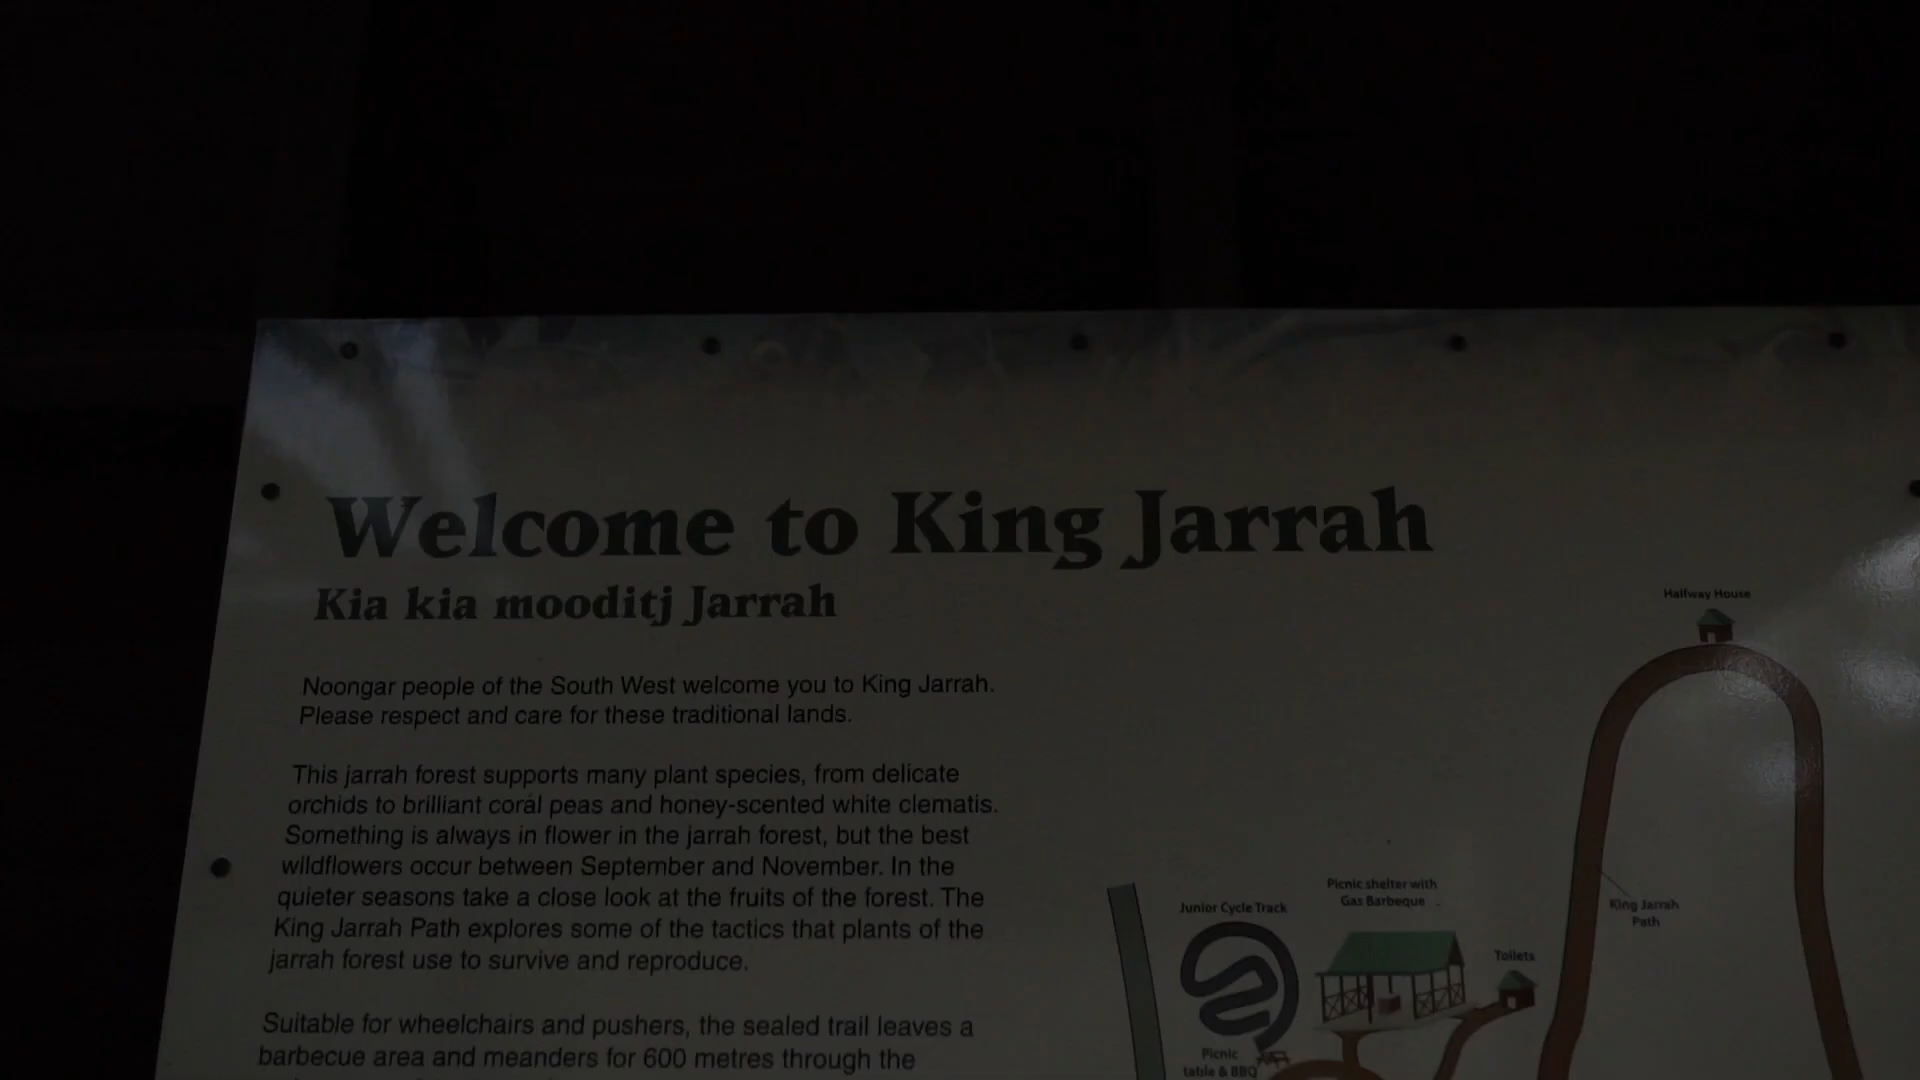 Welcome to King Jarrah
Kia kia mooditj Jarrah
Noongar people of the South West welcome you to King Jarrah.
Please respect and care for these traditional lands.
This jarrah forest supports many plant species, from delicate
orchids to brilliant coral peas and honey-scented white clematis.
Something is always in flower in the jarrah forest, but the best
wildflowers occur between September and November. In the
quieter seasons take a close look at the fruits of the forest. The
King Jarrah Path explores some of the tactics that plants of the
jarrah forest use to survive and reproduce.
Suitable for wheelchairs and pushers, the sealed trail leaves a
barbecue area and meanders for 600 metres through the
Halfway House
King Jarrah
Path
Picnic shelter with
Gas Barbeque
Junior Cycle Track
Toilets
Picnic
table & BBQ